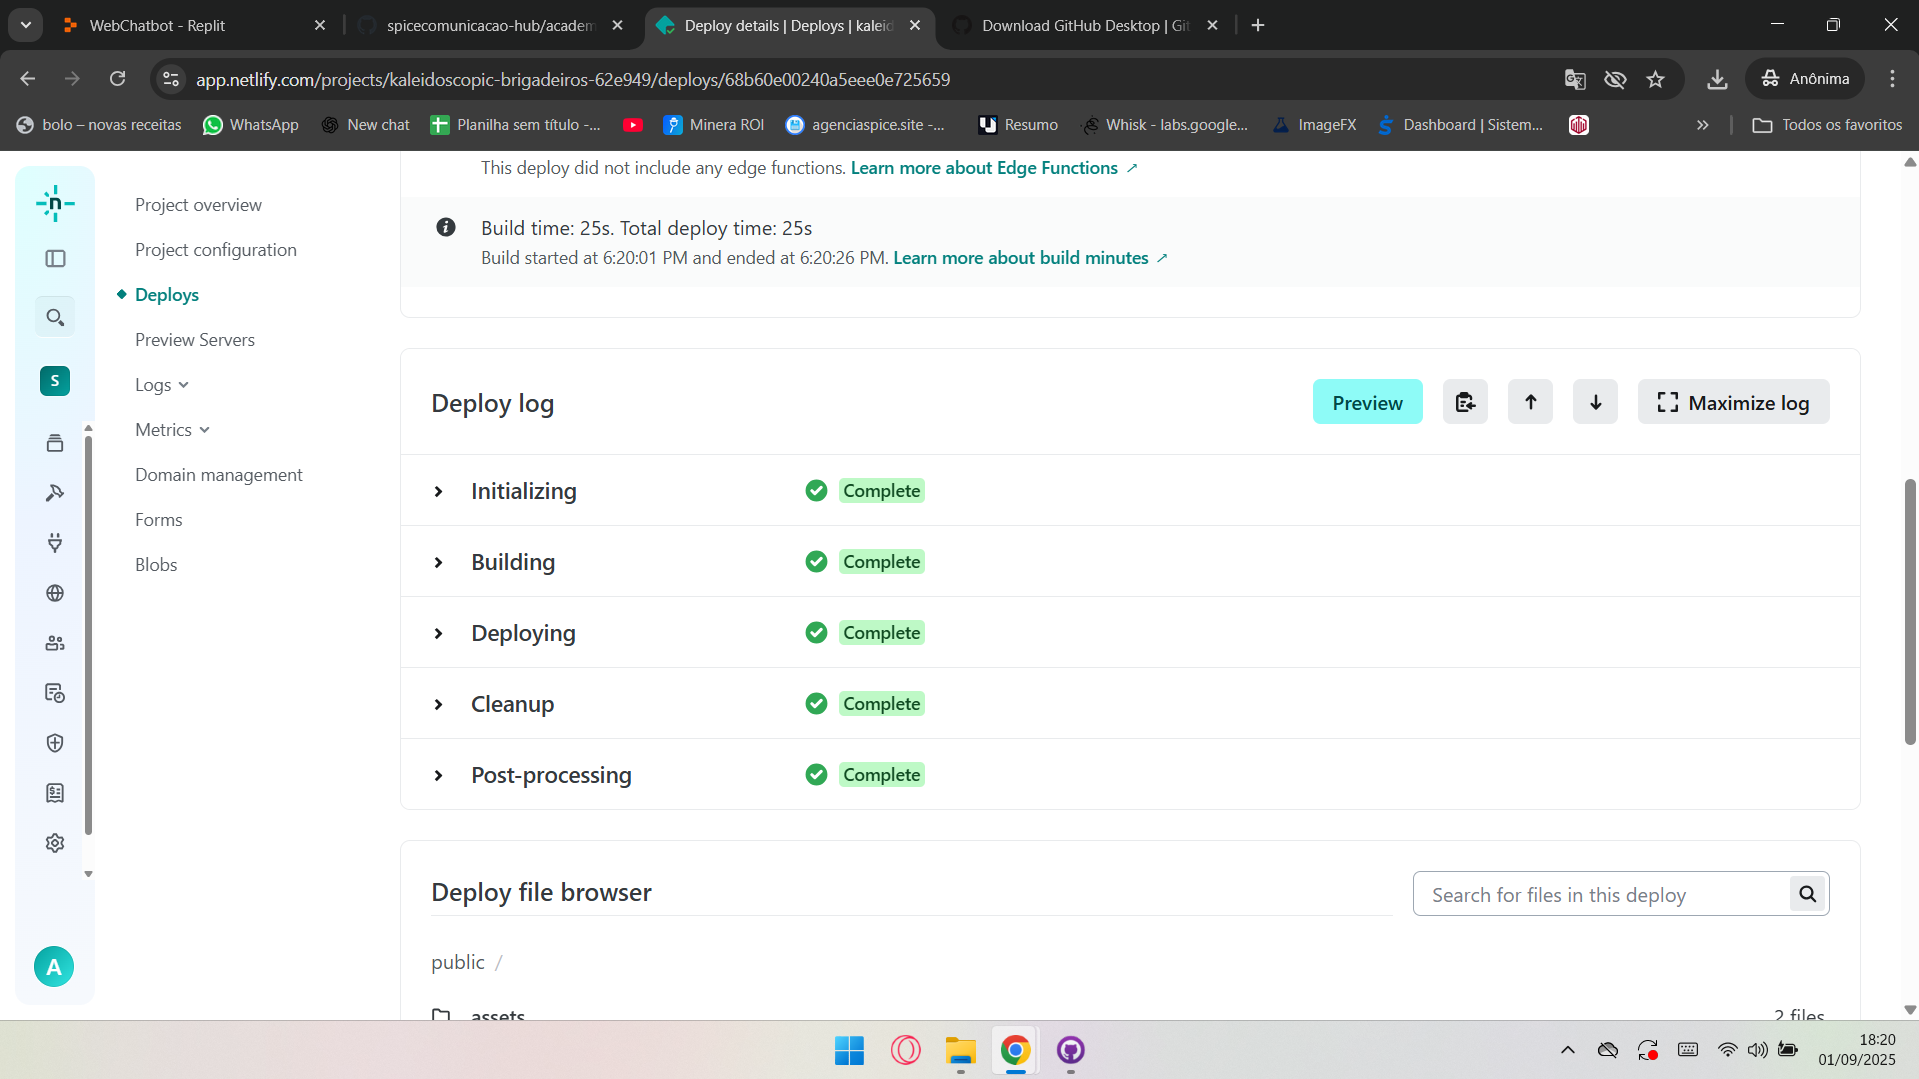 WebChatbot - Replit
spicecomunicacao-hub/academ
Deploy details | Deploys | kaleid
Download GitHub Desktop | Git
app.netlify.com/projects/kaleidoscopic-brigadeiros-62e949/deploys/68b60e00240a5eee0e725659
Anônima
bolo – novas receitas
WhatsApp
New chat
Planilha sem título -...
Minera ROI
agenciaspice.site -...
Resumo
Whisk - labs.google...
ImageFX
Dashboard | Sistem...
»
Todos os favoritos
n
S
A
Project overview
Project configuration
Deploys
Preview Servers
Logs
Metrics
Domain management
Forms
Blobs
This deploy did not include any edge functions. Learn more about Edge Functions ↗
Build time: 25s. Total deploy time: 25s
Build started at 6:20:01 PM and ended at 6:20:26 PM. Learn more about build minutes ↗
Deploy log
Preview
Maximize log
Initializing Complete
Building Complete
Deploying Complete
Cleanup Complete
Post-processing Complete
Deploy file browser
Search for files in this deploy
public /
assets
2 files
18:20
01/09/2025